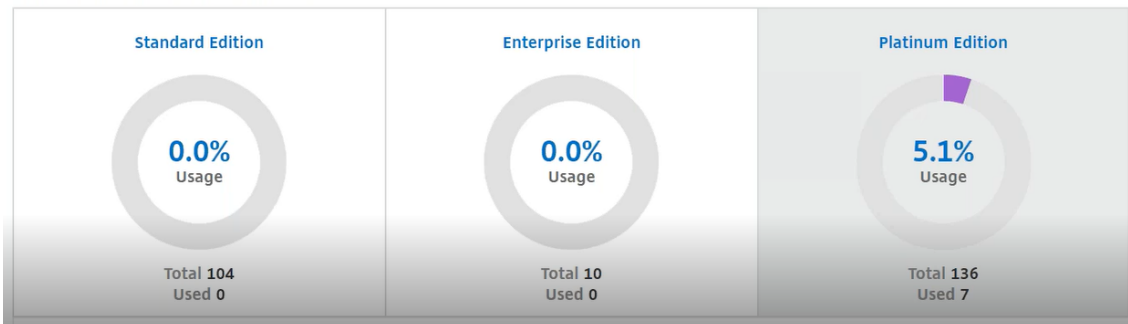 Standard Edition
0.0%
Usage
Total 104
Used 0
Enterprise Edition
0.0%
Usage
Total 10
Used 0
Platinum Edition
5.1%
Usage
Total 136
Used 7